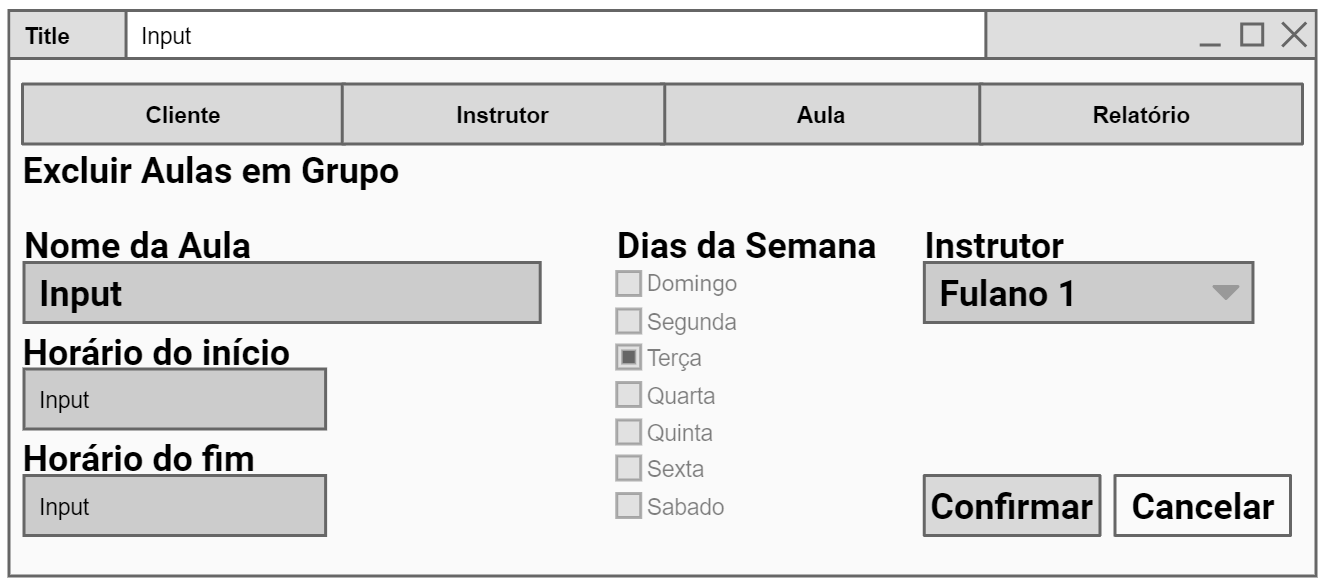 Title Input
Cliente Instrutor Aula Relatório
Excluir Aulas em Grupo
Nome da Aula
Input
Horário do início
Input
Horário do fim
Input
Dias da Semana
Domingo
Segunda
Terça
Quarta
Quinta
Sexta
Sabado
Instrutor
Fulano 1
Confirmar Cancelar